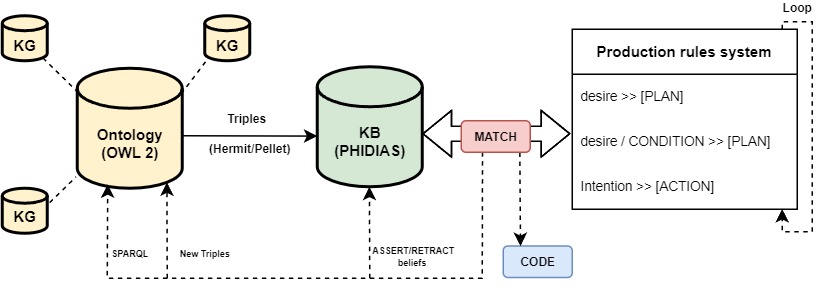 Loop
KG
KG
Production rules system
Ontology
(OWL 2)
Triples
(Hermit/Pellet)
KB
(PHIDIAS)
MATCH
desire >> [PLAN]
desire / CONDITION >> [PLAN]
Intention >> [ACTION]
KG
SPARQL
New Triples
ASSERT/RETRACT
beliefs
CODE